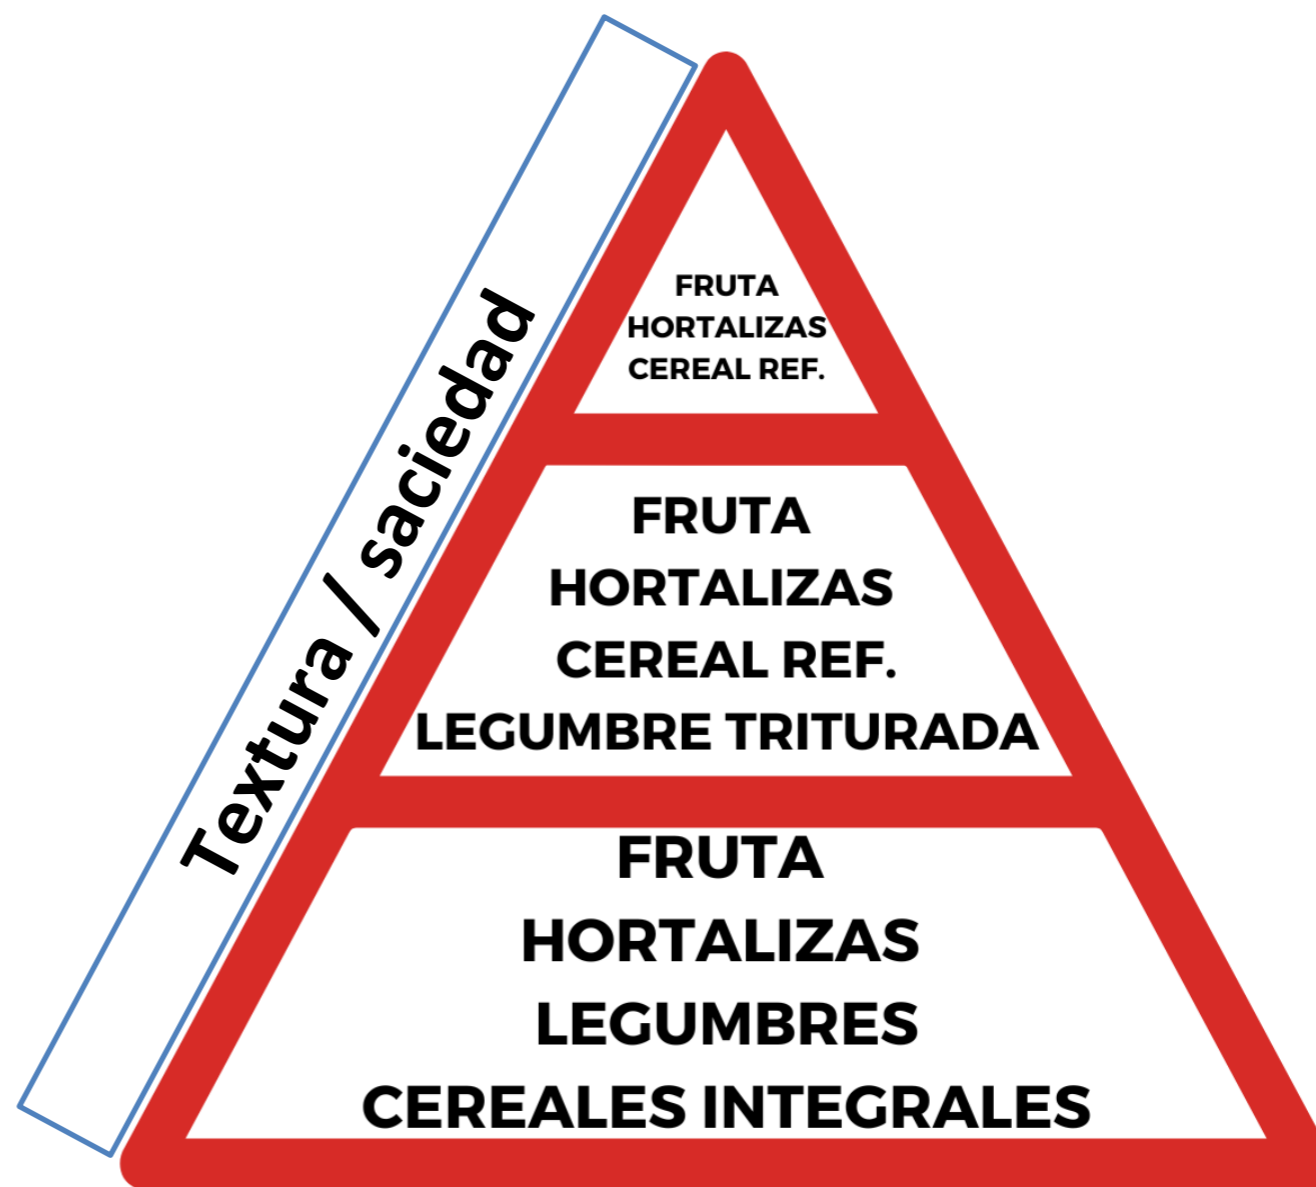 Textura / saciedad
FRUTA
HORTALIZAS
CEREAL REF.
FRUTA
HORTALIZAS
CEREAL REF.
LEGUMBRE TRITURADA
FRUTA
HORTALIZAS
LEGUMBRES
CEREALES INTEGRALES